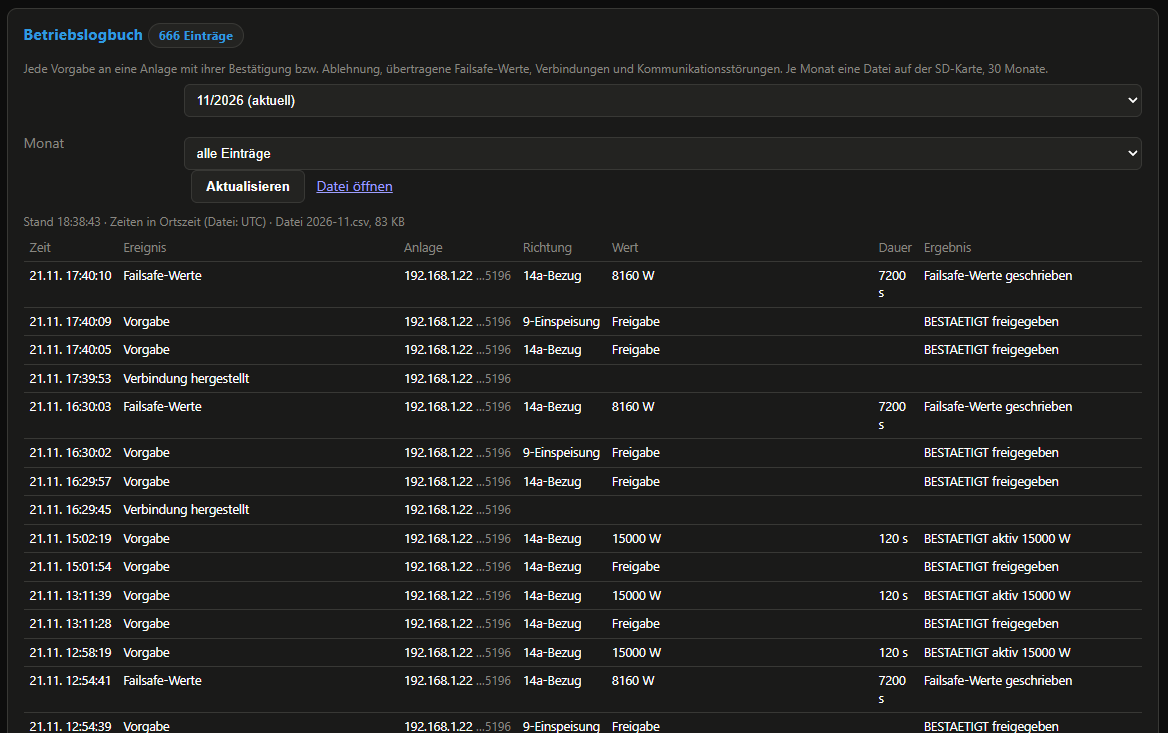 Betriebslogbuch 666 Einträge
Jede Vorgabe an eine Anlage mit ihrer Bestätigung bzw. Ablehnung, übertragene Failsafe-Werte, Verbindungen und Kommunikationsstörungen. Je Monat eine Datei auf der SD-Karte, 30 Monate.
11/2026 (aktuell)
Monat
alle Einträge
Aktualisieren Datei öffnen
Stand 18:38:43 · Zeiten in Ortszeit (Datei: UTC) · Datei 2026-11.csv, 83 KB
Zeit Ereignis Anlage Richtung Wert Dauer Ergebnis
21.11. 17:40:10 Failsafe-Werte 192.168.1.22 ...5196 14a-Bezug 8160 W 7200 s Failsafe-Werte geschrieben
21.11. 17:40:09 Vorgabe 192.168.1.22 ...5196 9-Einspeisung Freigabe BESTAETIGT freigegeben
21.11. 17:40:05 Vorgabe 192.168.1.22 ...5196 14a-Bezug Freigabe BESTAETIGT freigegeben
21.11. 17:39:53 Verbindung hergestellt 192.168.1.22 ...5196
21.11. 16:30:03 Failsafe-Werte 192.168.1.22 ...5196 14a-Bezug 8160 W 7200 s Failsafe-Werte geschrieben
21.11. 16:30:02 Vorgabe 192.168.1.22 ...5196 9-Einspeisung Freigabe BESTAETIGT freigegeben
21.11. 16:29:57 Vorgabe 192.168.1.22 ...5196 14a-Bezug Freigabe BESTAETIGT freigegeben
21.11. 16:29:45 Verbindung hergestellt 192.168.1.22 ...5196
21.11. 15:02:19 Vorgabe 192.168.1.22 ...5196 14a-Bezug 15000 W 120 s BESTAETIGT aktiv 15000 W
21.11. 15:01:54 Vorgabe 192.168.1.22 ...5196 14a-Bezug Freigabe BESTAETIGT freigegeben
21.11. 13:11:39 Vorgabe 192.168.1.22 ...5196 14a-Bezug 15000 W 120 s BESTAETIGT aktiv 15000 W
21.11. 13:11:28 Vorgabe 192.168.1.22 ...5196 14a-Bezug Freigabe BESTAETIGT freigegeben
21.11. 12:58:19 Vorgabe 192.168.1.22 ...5196 14a-Bezug 15000 W 120 s BESTAETIGT aktiv 15000 W
21.11. 12:54:41 Failsafe-Werte 192.168.1.22 ...5196 14a-Bezug 8160 W 7200 s Failsafe-Werte geschrieben
21.11. 12:54:39 Vorgabe 192.168.1.22 ...5196 9-Einspeisung Freigabe BESTAETIGT freigegeben